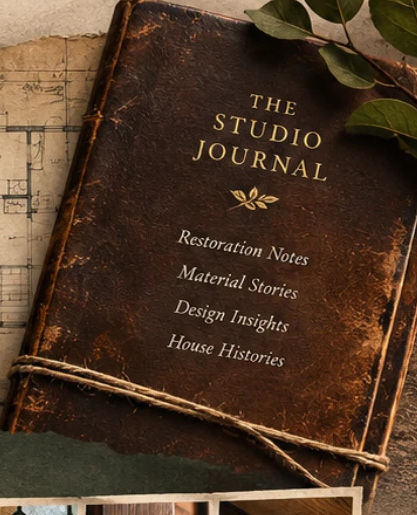 THE
STUDIO
JOURNAL
Restoration Notes
Material Stories
Design Insights
House Histories